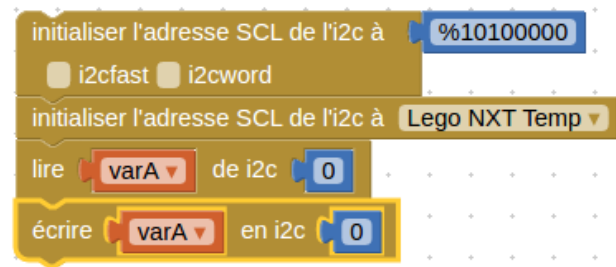 initialiser l'adresse SCL de l'i2c à %10100000
i2cfast i2cword
initialiser l'adresse SCL de l'i2c à Lego NXT Temp ▾
lire varA ▾ de i2c 0
écrire varA ▾ en i2c 0